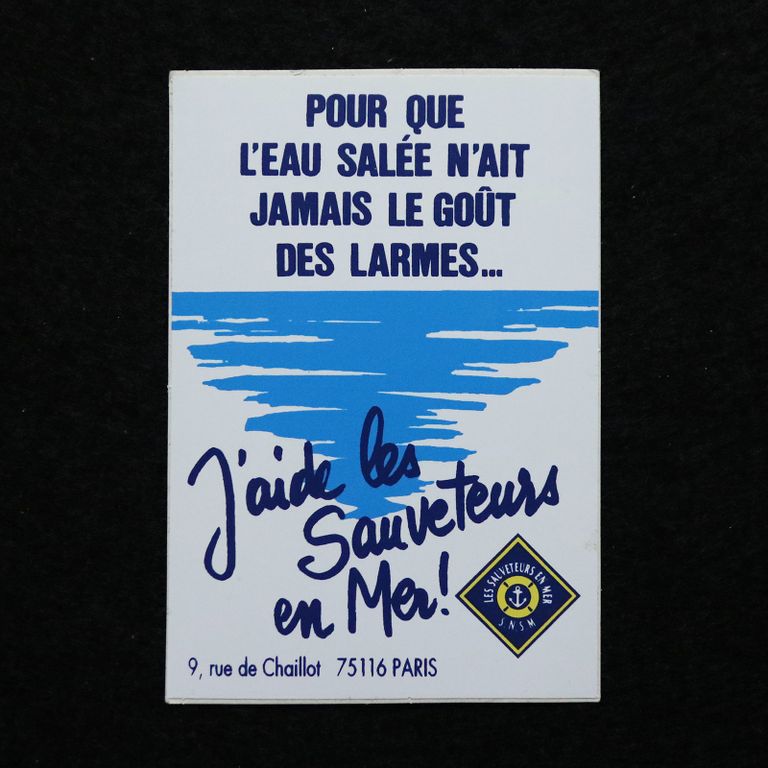 POUR QUE
L'EAU SALÉE N'AIT
JAMAIS LE GOÛT
DES LARMES...
J'aide les
Sauveteurs
en Mer!
LES SAUVETEURS EN MER
SNSM
9, rue de Chaillot 75116 PARIS